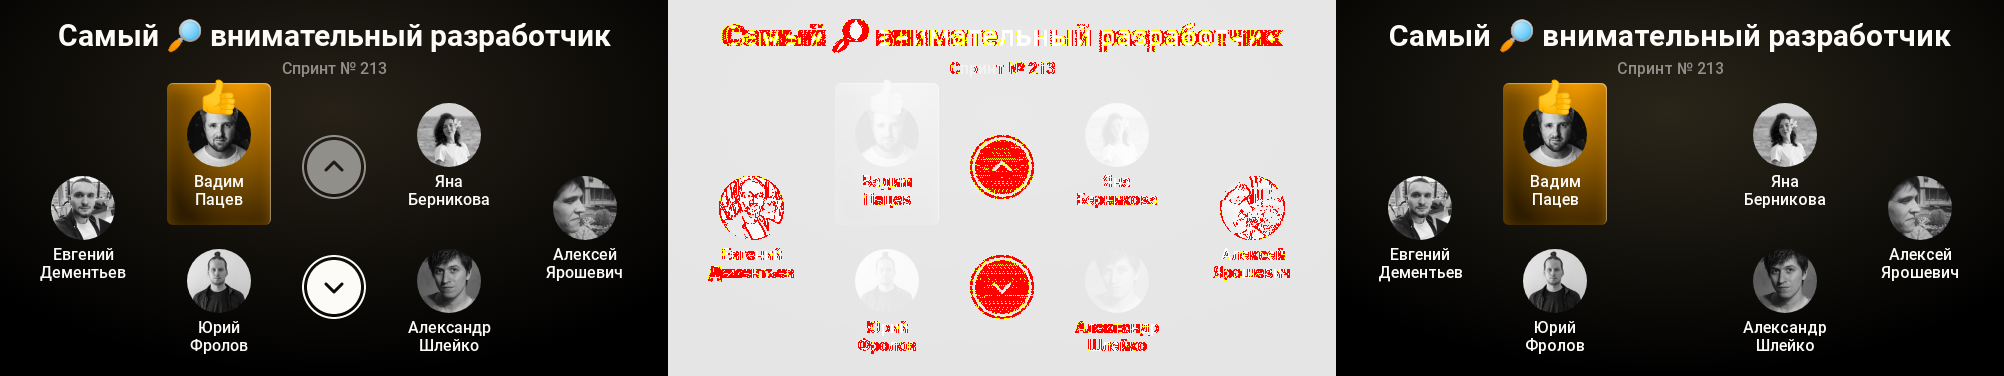 Самый 🔎 внимательный разработчик
Спринт № 213
Вадим
Пацев
Яна
Берникова
Евгений
Дементьев
Алексей
Ярошевич
Юрий
Фролов
Александр
Шлейко
Самый внимательный разработчик
Спринт № 213
Вадим
Пацев
Яна
Берникова
Евгений
Дементьев
Алексей
Ярошевич
Юрий
Фролов
Александр
Шлейко
Самый 🔎 внимательный разработчик
Спринт № 213
Вадим
Пацев
Яна
Берникова
Евгений
Дементьев
Алексей
Ярошевич
Юрий
Фролов
Александр
Шлейко